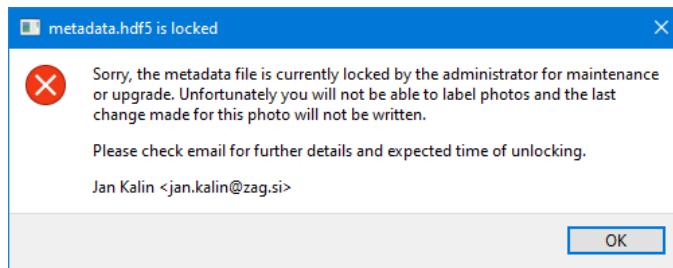 metadata.hdf5 is locked
Sorry, the metadata file is currently locked by the administrator for maintenance
or upgrade. Unfortunately you will not be able to label photos and the last
change made for this photo will not be written.
Please check email for further details and expected time of unlocking.
Jan Kalin <jan.kalin@zag.si>
OK